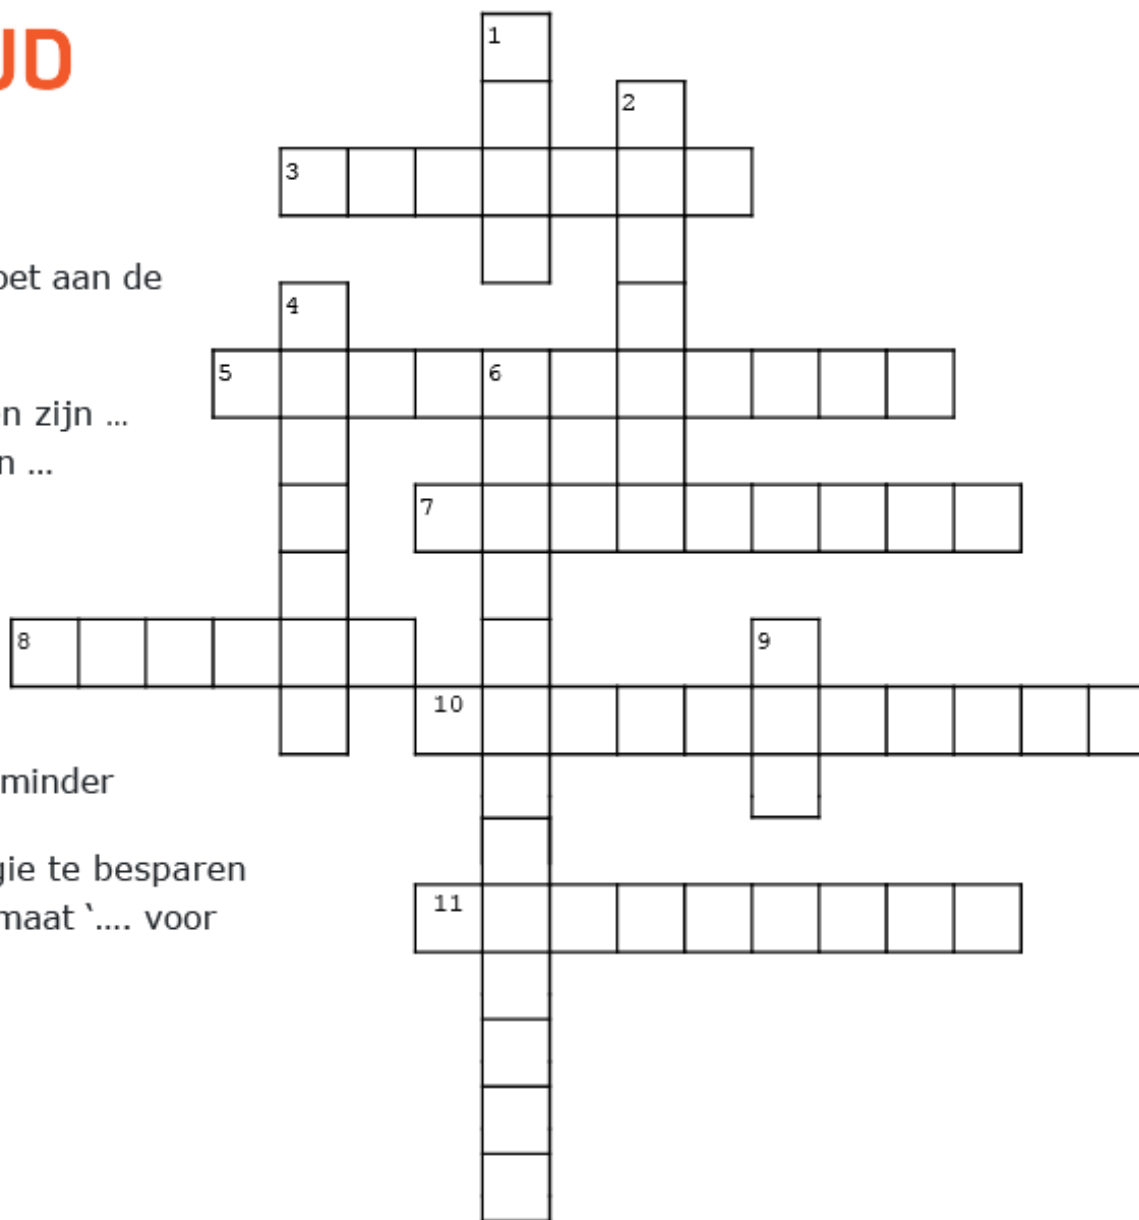 UD
1
2
3
oet aan de
4
5 6
n zijn ...
n ...
7
8 9
10
minder
gie te besparen
11
maat ‘.... voor